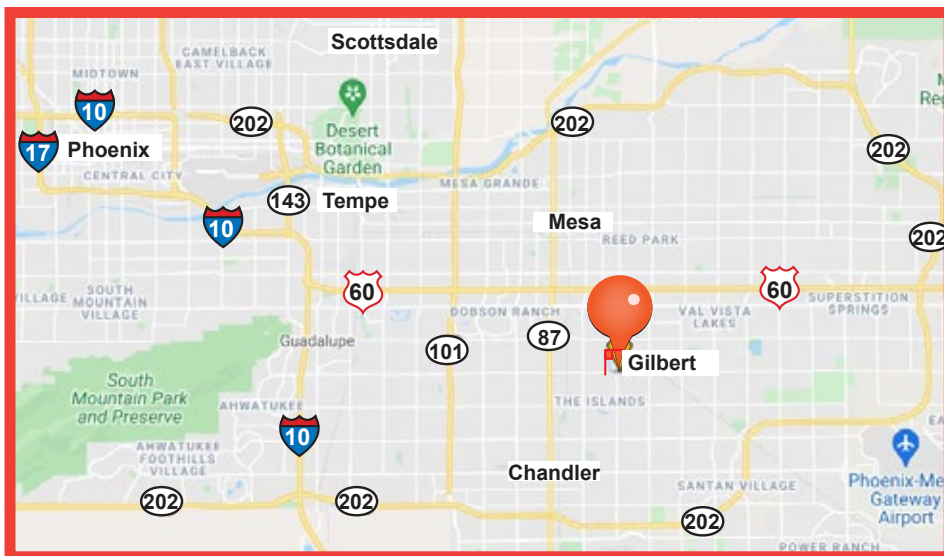 Scottsdale
CAMELBACK
EAST VILLAGE
MIDTOWN
10
202
202
Desert
Botanical
Garden
17
Phoenix
202
CENTRAL CITY
MESA GRANDE
143
Tempe
10
Mesa
REED PARK
202
60
60
VILLAGE
SOUTH
MOUNTAIN
VILLAGE
DOBSON RANCH
VAL VISTA
LAKES
SUPERSTITION
SPRINGS
Guadalupe
101
87
Gilbert
South
Mountain Park
and Preserve
AHWATUKEE
THE ISLANDS
10
AHWATUKEE
FOOTHILLS
VILLAGE
Chandler
SANTAN VILLAGE
Phoenix-Me
Gateway
Airport
202
202
202
POWER RANCH